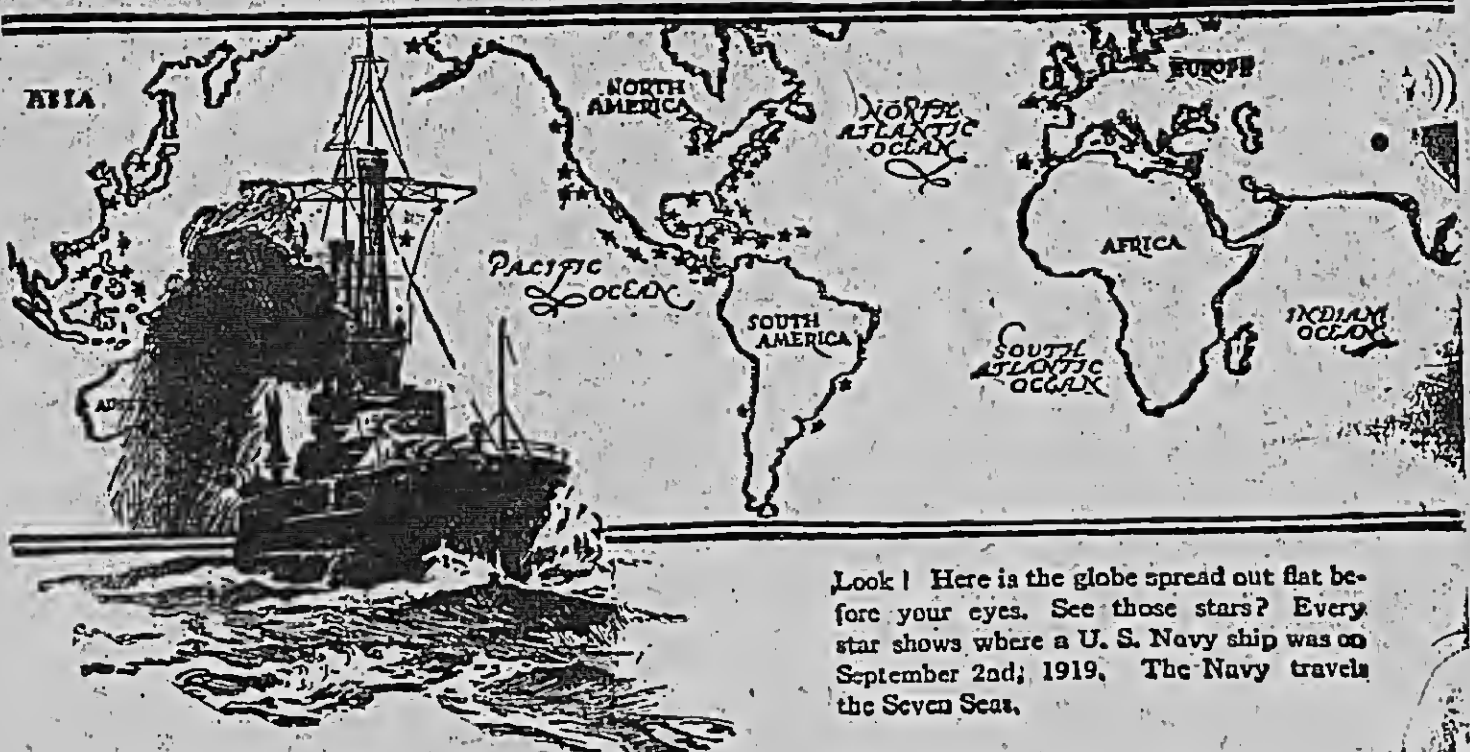 ASIA
NORTH
AMERICA
NORTH
ATLANTIC
OCEAN
EUROPE
PACIFIC
OCEAN
AFRICA
SOUTH
AMERICA
SOUTH
ATLANTIC
OCEAN
INDIAN
OCEAN
Look! Here is the globe spread out flat be-
fore your eyes. See those stars? Every
star shows where a U. S. Navy ship was on
September 2nd, 1919. The Navy travels
the Seven Seas.